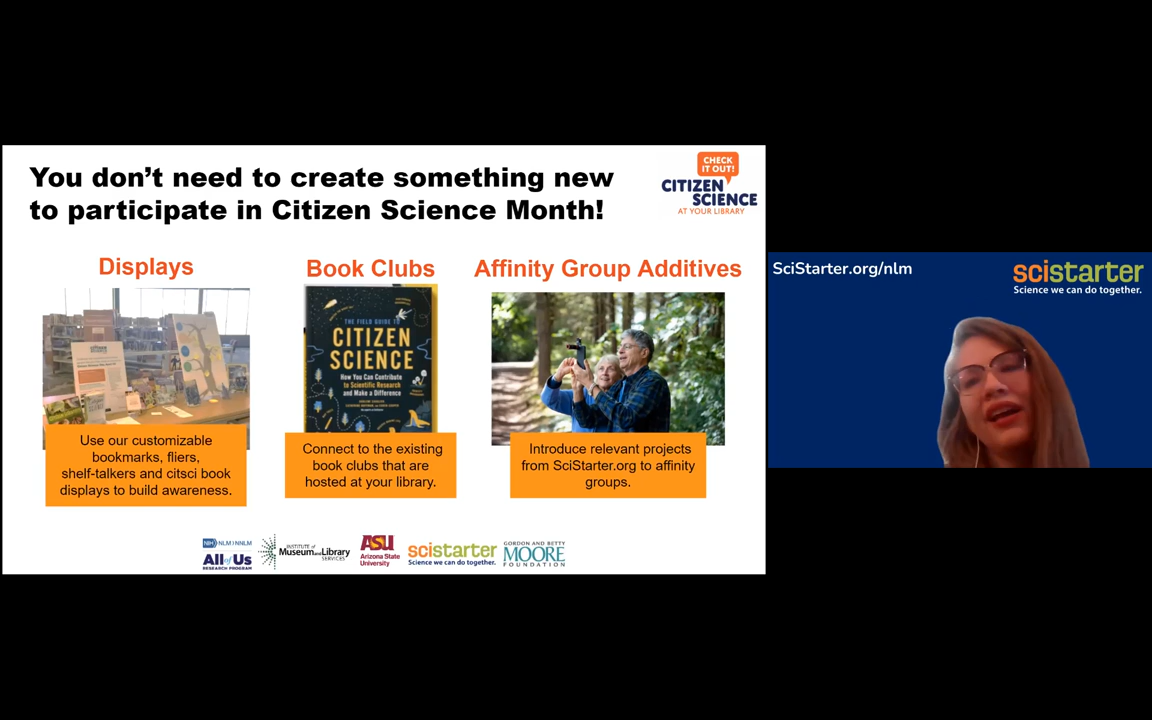 You don't need to create something new
to participate in Citizen Science Month!
CHECK
IT OUT!
CITIZEN
SCIENCE
AT YOUR LIBRARY
Displays
Use our customizable
bookmarks, fliers,
shelf-talkers and citsci book
displays to build awareness.
Book Clubs
THE FIELD GUIDE TO
CITIZEN
SCIENCE
How You Can Contribute
to Scientific Research
and Make a Difference
Connect to the existing
book clubs that are
hosted at your library.
Affinity Group Additives
Introduce relevant projects
from SciStarter.org to affinity
groups.
NIH NLM NNLM
All of Us
RESEARCH PROGRAM
INSTITUTE of
Museum and Library
SERVICES
ASU
Arizona State
University
scistarter
Science we can do together.
GORDON AND BETTY
MOORE
FOUNDATION
SciStarter.org/nlm
scistarter
Science we can do together.